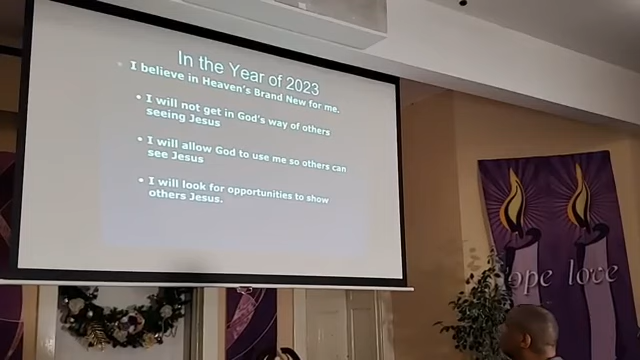 In the Year of 2023
I believe in Heaven's Brand New for me.
• I will not get in God's way of others
seeing Jesus
• I will allow God to use me so others can
see Jesus
• I will look for opportunities to show
others Jesus.
hope love